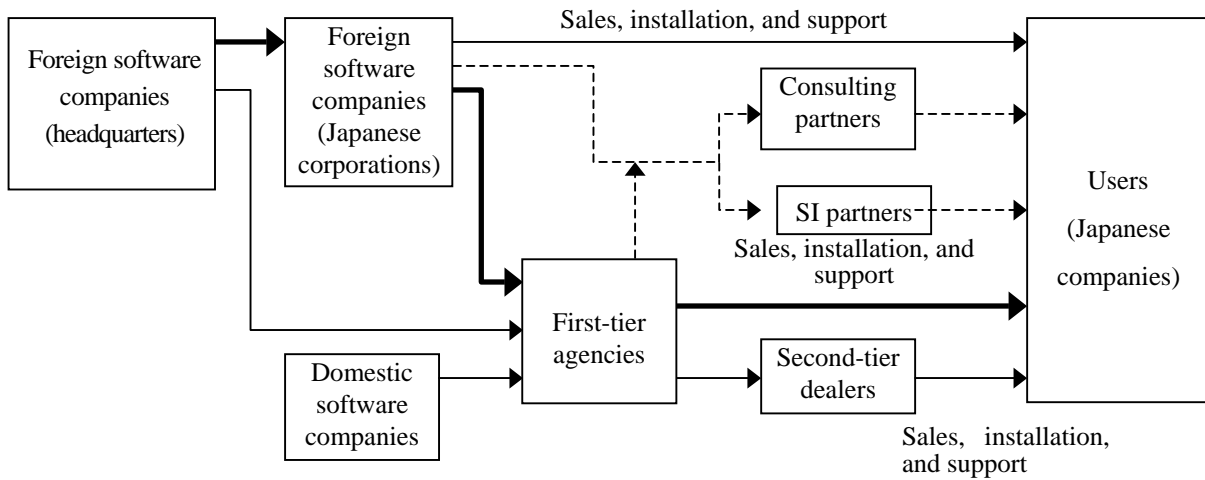 Foreign software
companies
(headquarters)
Foreign
software
companies
(Japanese
corporations)
Sales, installation, and support
Consulting
partners
SI partners
Sales, installation, and
support
Users
(Japanese
companies)
First-tier
agencies
Domestic
software
companies
Second-tier
dealers
Sales, installation,
and support